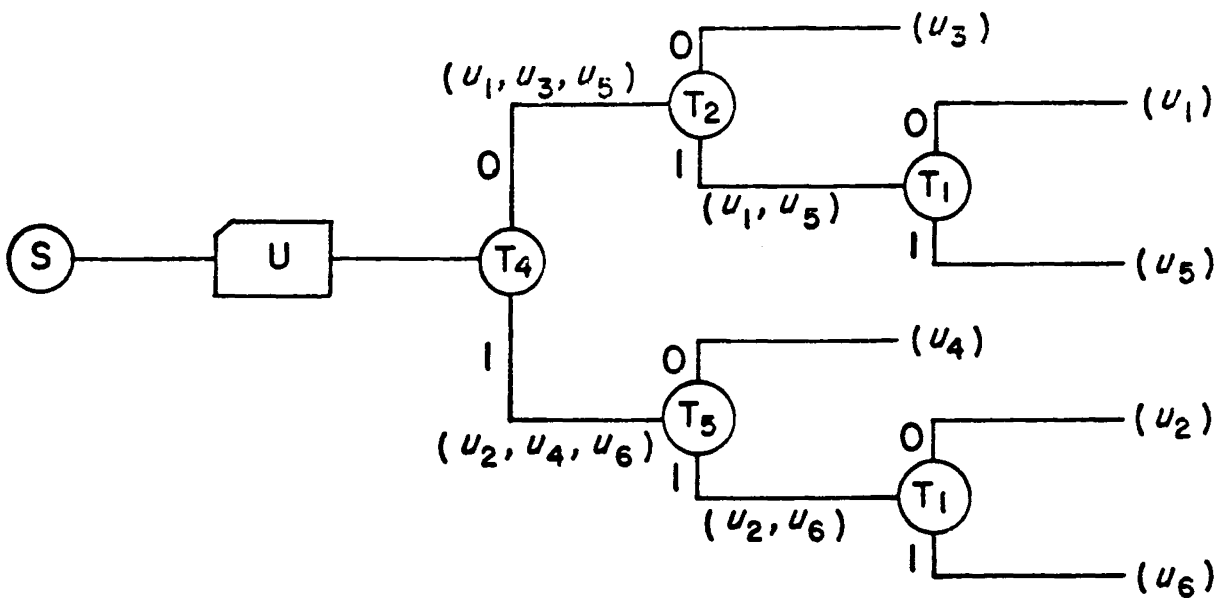 0 (u3)
(u1, u3, u5) T2
0 (u1)
0 1 T1
(u1, u5)
S U T4 1 (u5)
1 0 (u4)
T5 0 (u2)
(u2, u4, u6) 1 T1
(u2, u6)
1 (u6)